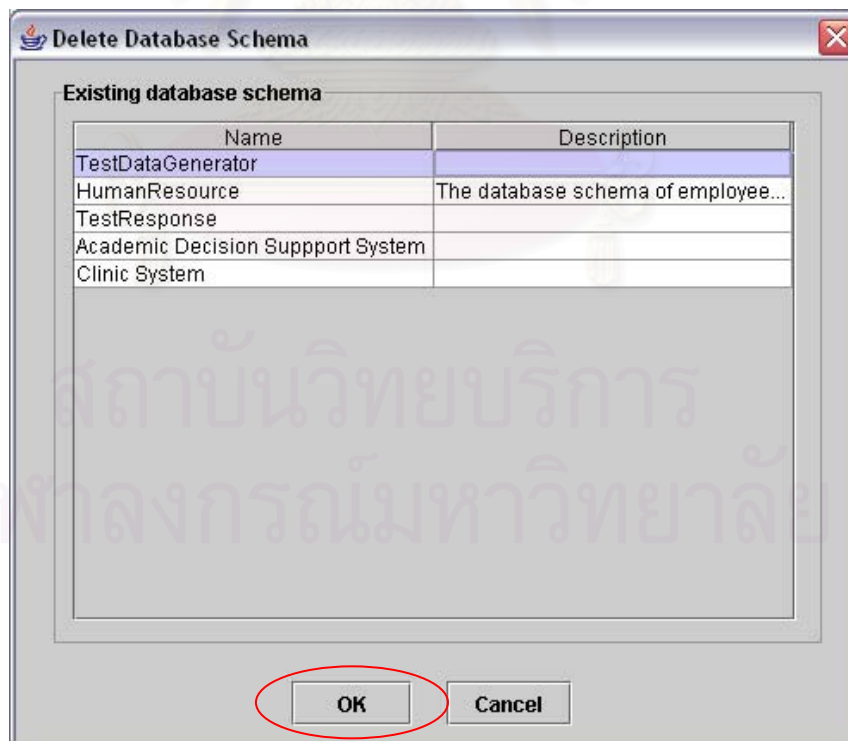 Delete Database Schema
Existing database schema
Name Description
TestDataGenerator
HumanResource The database schema of employee...
TestResponse
Academic Decision Suppport System
Clinic System
สถาบันวิทยบริการ
ฬาลงกรณ์มหาวิทยาลัย
OK Cancel